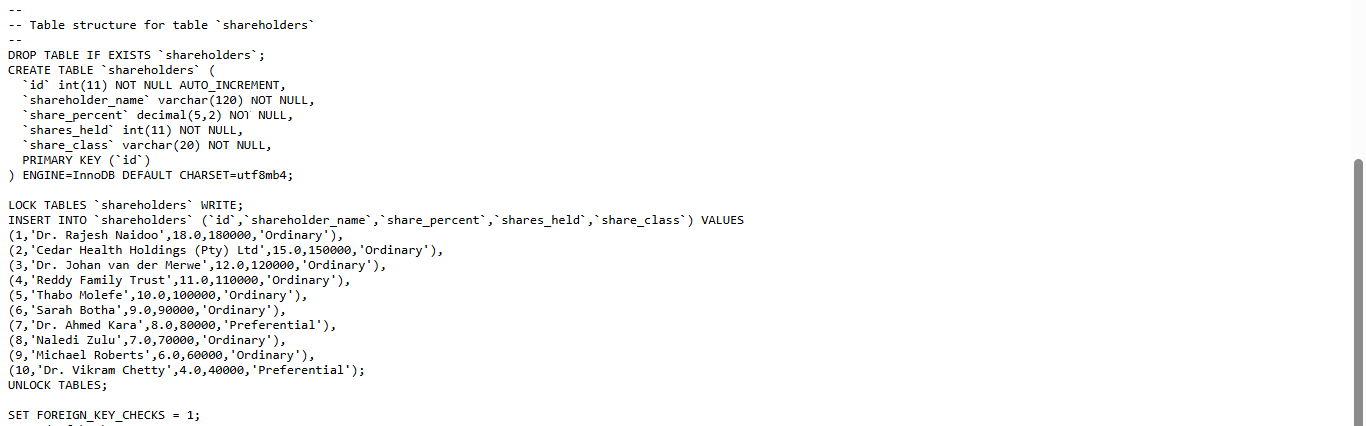 --
-- Table structure for table `shareholders`
--
DROP TABLE IF EXISTS `shareholders`;
CREATE TABLE `shareholders` (
  `id` int(11) NOT NULL AUTO_INCREMENT,
  `shareholder_name` varchar(120) NOT NULL,
  `share_percent` decimal(5,2) NOT NULL,
  `shares_held` int(11) NOT NULL,
  `share_class` varchar(20) NOT NULL,
  PRIMARY KEY (`id`)
) ENGINE=InnoDB DEFAULT CHARSET=utf8mb4;

LOCK TABLES `shareholders` WRITE;
INSERT INTO `shareholders` (`id`,`shareholder_name`,`share_percent`,`shares_held`,`share_class`) VALUES
(1,'Dr. Rajesh Naidoo',18.0,180000,'Ordinary'),
(2,'Cedar Health Holdings (Pty) Ltd',15.0,150000,'Ordinary'),
(3,'Dr. Johan van der Merwe',12.0,120000,'Ordinary'),
(4,'Reddy Family Trust',11.0,110000,'Ordinary'),
(5,'Thabo Molefe',10.0,100000,'Ordinary'),
(6,'Sarah Botha',9.0,90000,'Ordinary'),
(7,'Dr. Ahmed Kara',8.0,80000,'Preferential'),
(8,'Naledi Zulu',7.0,70000,'Ordinary'),
(9,'Michael Roberts',6.0,60000,'Ordinary'),
(10,'Dr. Vikram Chetty',4.0,40000,'Preferential');
UNLOCK TABLES;

SET FOREIGN_KEY_CHECKS = 1;